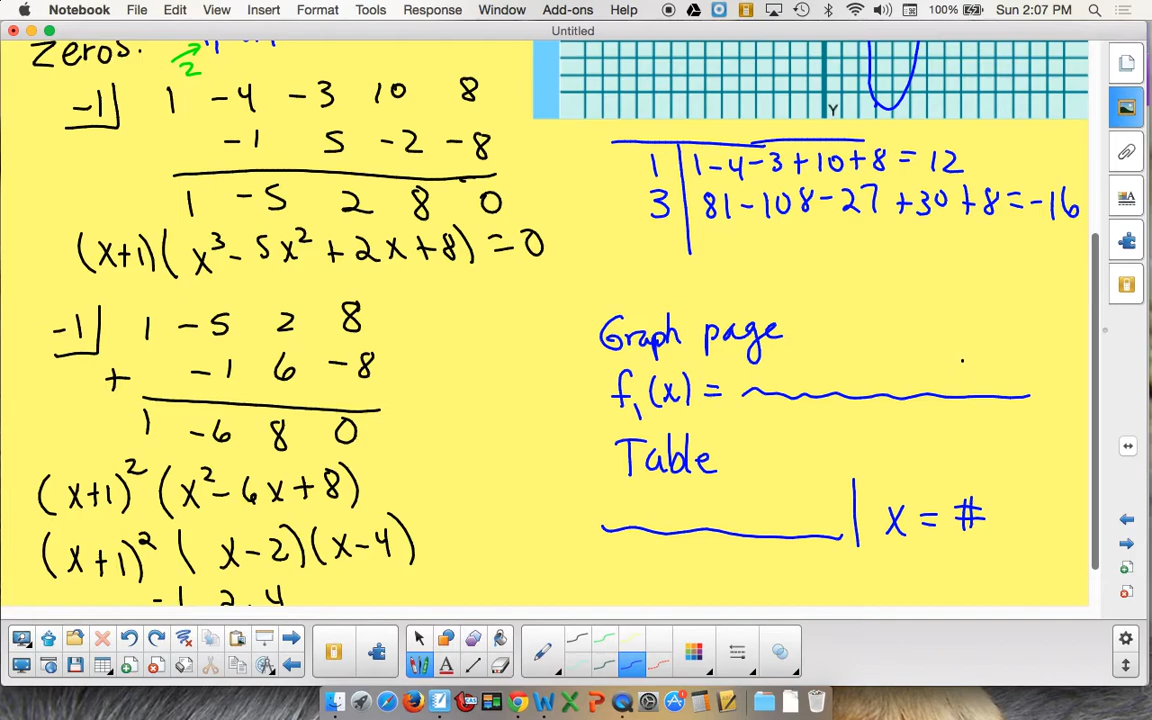 Notebook File Edit View Insert Format Tools Response Window Add-ons Help 100% Sun 2:07 PM
Untitled
Zeros.
2
-1 1 -4 -3 10 8
-1 5 -2 -8
1 -5 2 8 0
(x+1)(x³-5x²+2x+8)=0
-1 1 -5 2 8
+ -1 6 -8
1 -6 8 0
(x+1)²(x²-6x+8)
(x+1)²(x-2)(x-4)
-1 2 4
Y
1 1-4-3+10+8=12
3 81-108-27+30+8=-16
Graph page
f₁(x)=
Table
| x = #